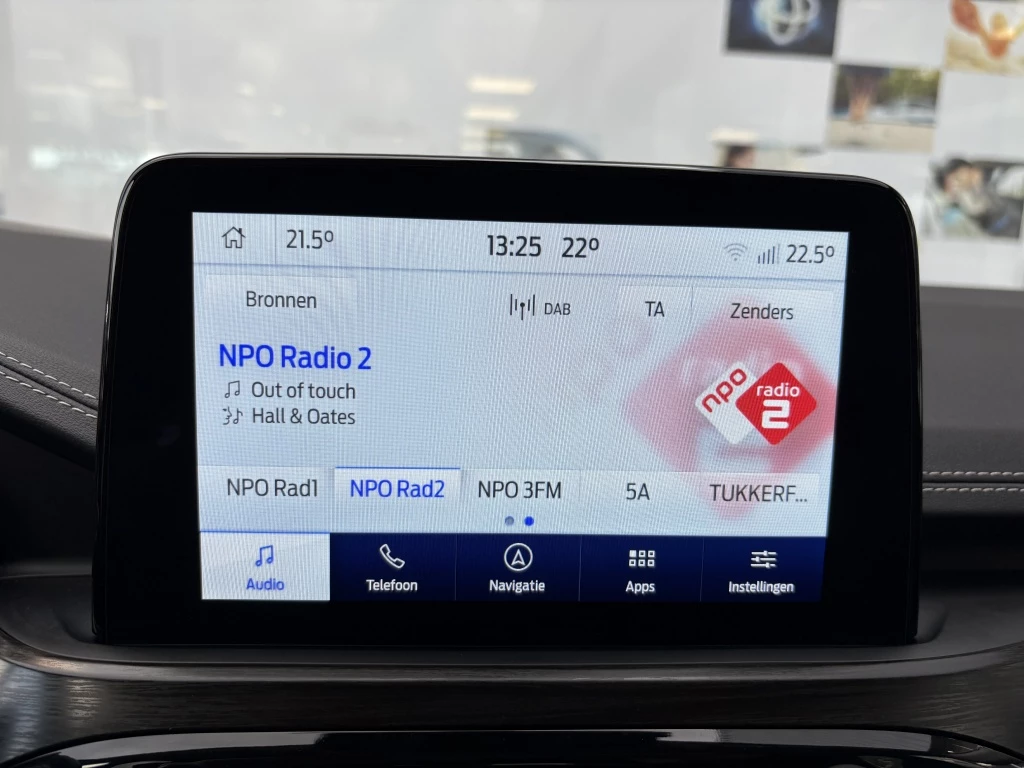 21.5° 13:25 22° 22.5°
Bronnen DAB TA Zenders
NPO Radio 2
Out of touch
Hall & Oates
npo radio 2
NPO Rad1 NPO Rad2 NPO 3FM 5A TUKKERF...
Audio Telefoon Navigatie Apps Instellingen